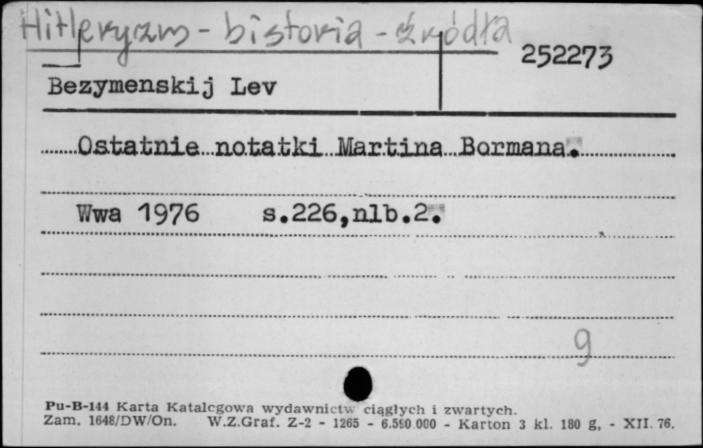 Hitleryzm - historia - źródła
252273
Bezymenskij Lev
Ostatnie notatki Martina Bormana.
Wwa 1976 s.226,nlb.2.
9
Pu-B-144 Karta Katalogowa wydawnictw ciągłych i zwartych.
Zam. 1648/DW/On. W.Z.Graf. Z-2 - 1265 - 6.550 000 - Karton 3 kl. 180 g, - XII. 76.